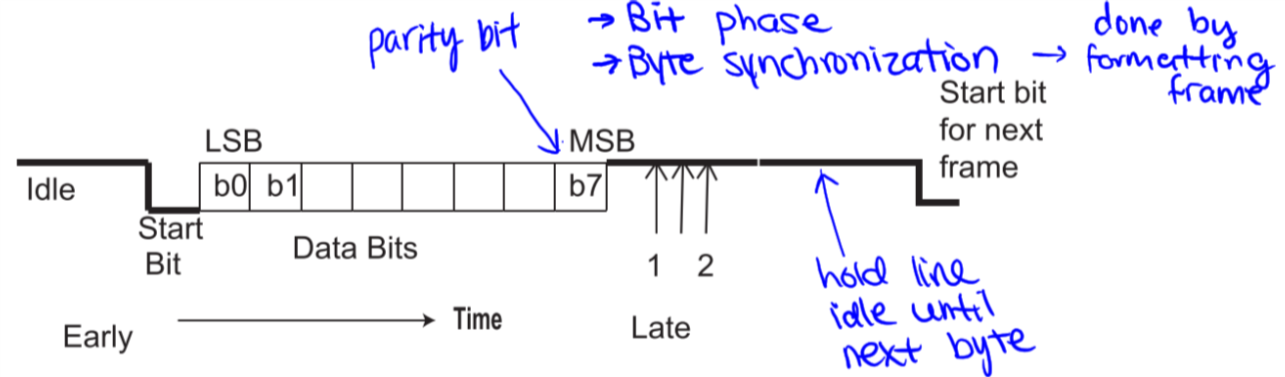 parity bit
→ Bit phase
→ Byte synchronization → done by
formatting
frame
Start bit
for next
frame
LSB
MSB
Idle
b0 b1 b7
Start
Bit
Data Bits
1 2
hold line
idle until
next byte
Early
Time
Late